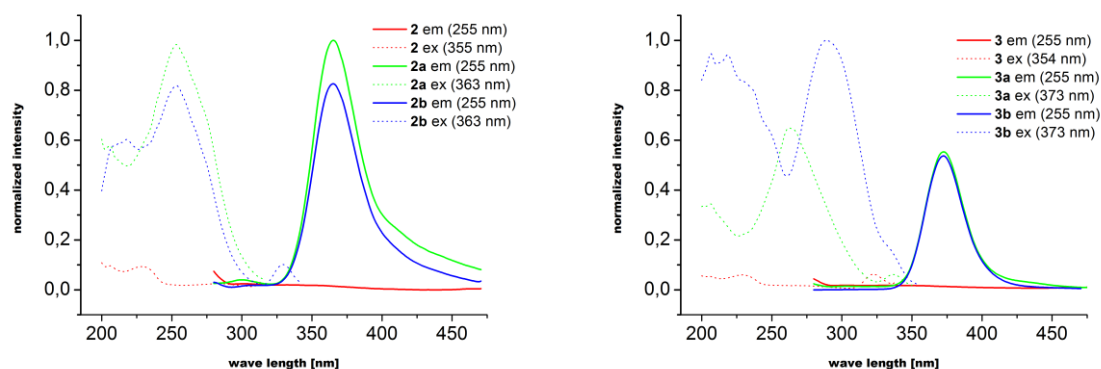 2 em (255 nm)
2 ex (355 nm)
2a em (255 nm)
2a ex (363 nm)
2b em (255 nm)
2b ex (363 nm)
1,0
0,8
0,6
0,4
0,2
0,0
normalized intensity
200 250 300 350 400 450
wave length [nm]
3 em (255 nm)
3 ex (354 nm)
3a em (255 nm)
3a ex (373 nm)
3b em (255 nm)
3b ex (373 nm)
1,0
0,8
0,6
0,4
0,2
0,0
normalized intensity
200 250 300 350 400 450
wave length [nm]